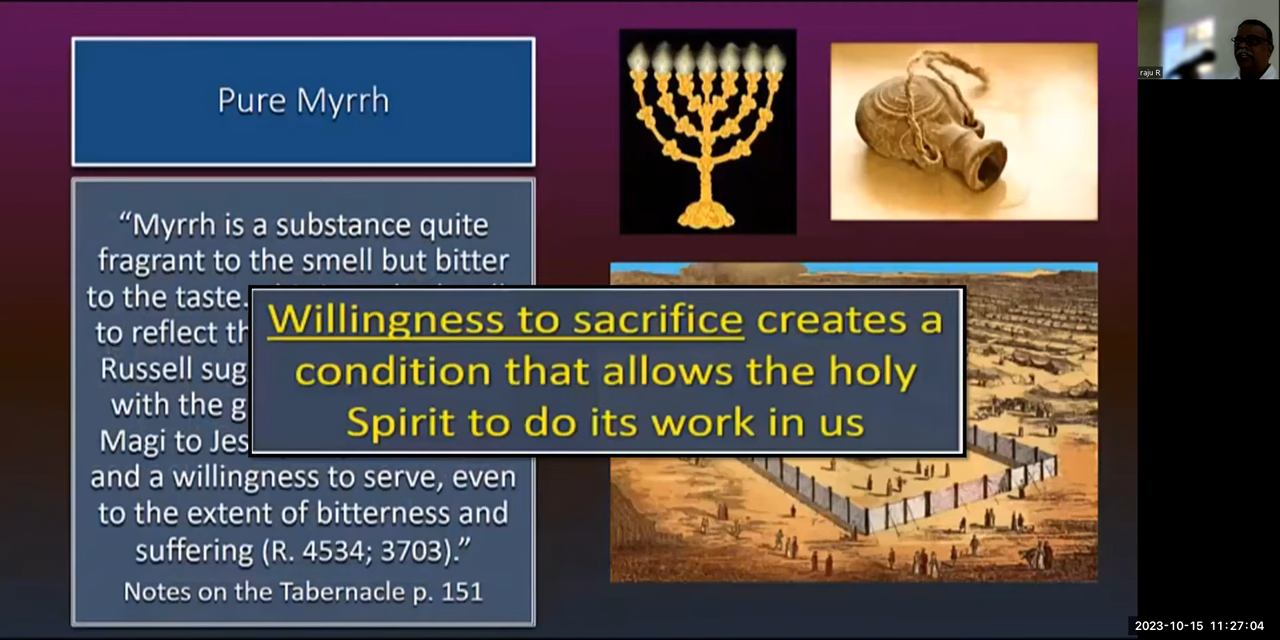 Pure Myrrh
“Myrrh is a substance quite
fragrant to the smell but bitter
to the taste.
to reflect
Russell
with the
Magi to
and a willingness to serve, even
to the extent of bitterness and
suffering (R. 4534; 3703).”
Notes on the Tabernacle p. 151
Willingness to sacrifice creates a
condition that allows the holy
Spirit to do its work in us
raju R
2023-10-15 11:27:04